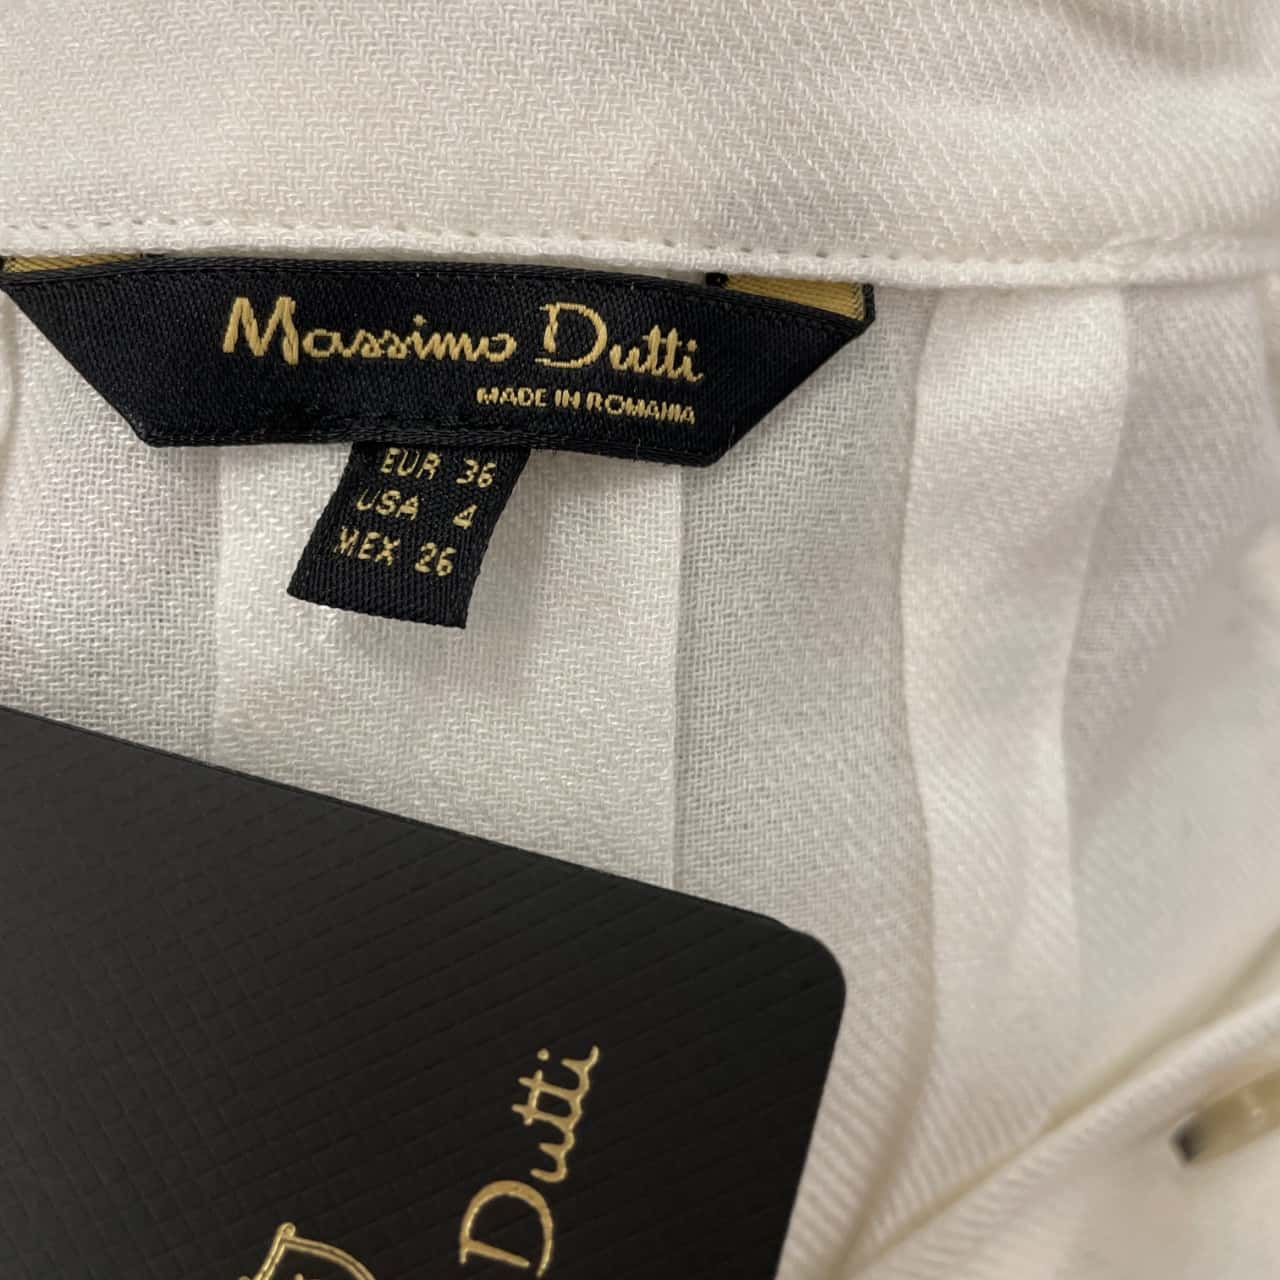 Massimo Dutti
MADE IN ROMANIA
EUR 36
USA 4
MEX 26
Dutti